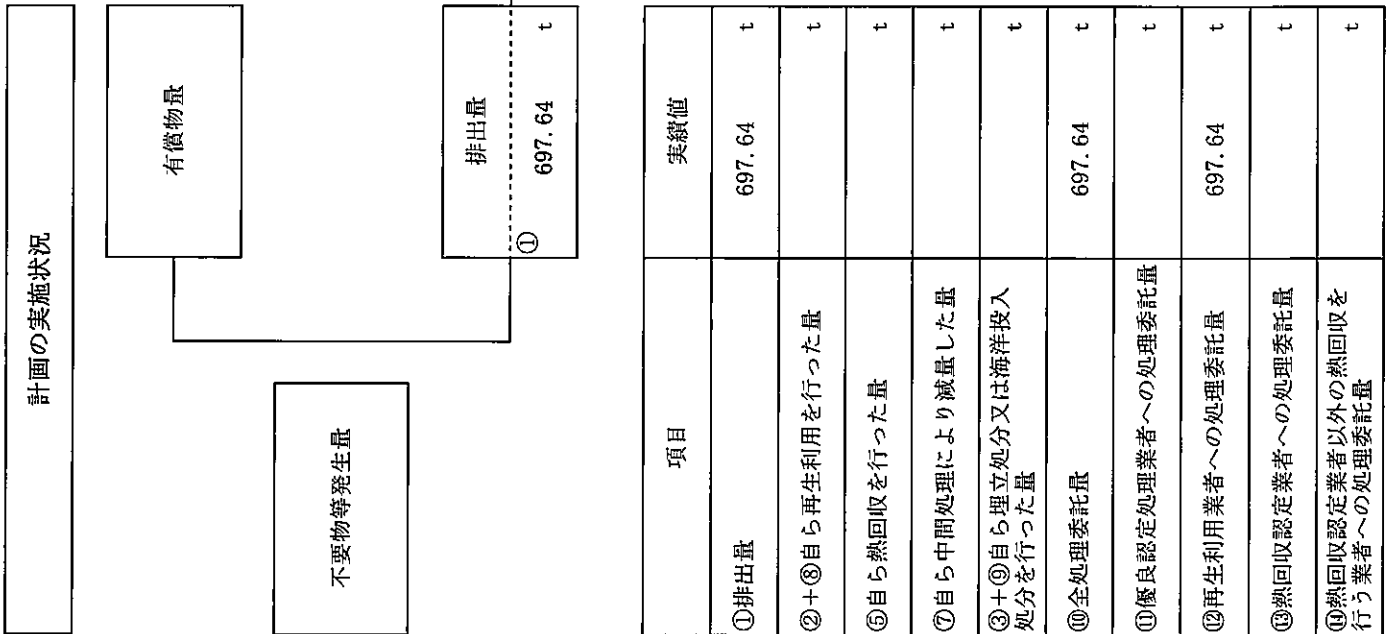 計画の実施状況
有償物量
不要物等発生量
排出量
① 697.64 t
項目 実績値
①排出量 697.64 t
②+⑧自ら再生利用を行った量 t
⑤自ら熱回収を行った量 t
⑦自ら中間処理により減量した量 t
③+⑨自ら埋立処分又は海洋投入 t
処分を行った量
⑩全処理委託量 697.64 t
⑪優良認定処理業者への処理委託量 t
⑫再生利用業者への処理委託量 697.64 t
⑬熱回収認定業者への処理委託量 t
⑭熱回収認定業者以外の熱回収を t
行う業者への処理委託量